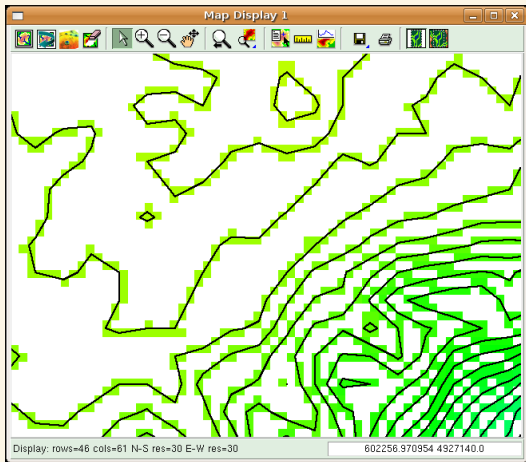 Map Display 1
Display: rows=46 cols=61 N-S res=30 E-W res=30
602256.970954 4927140.0